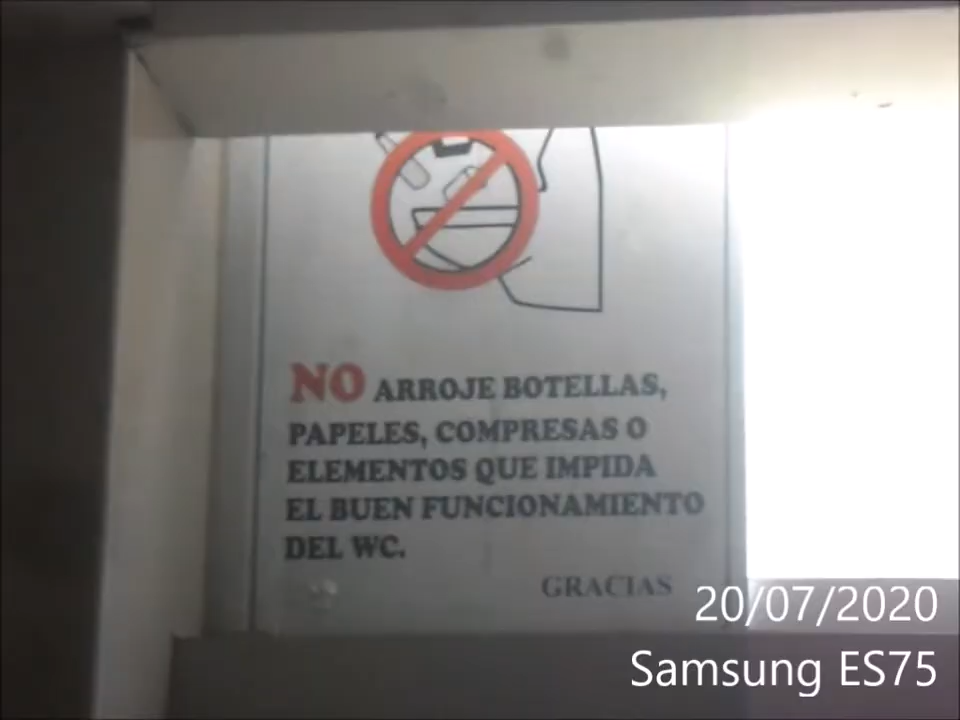 NO ARROJE BOTELLAS,
PAPELES, COMPRESAS O
ELEMENTOS QUE IMPIDA
EL BUEN FUNCIONAMIENTO
DEL WC.
GRACIAS
20/07/2020
Samsung ES75